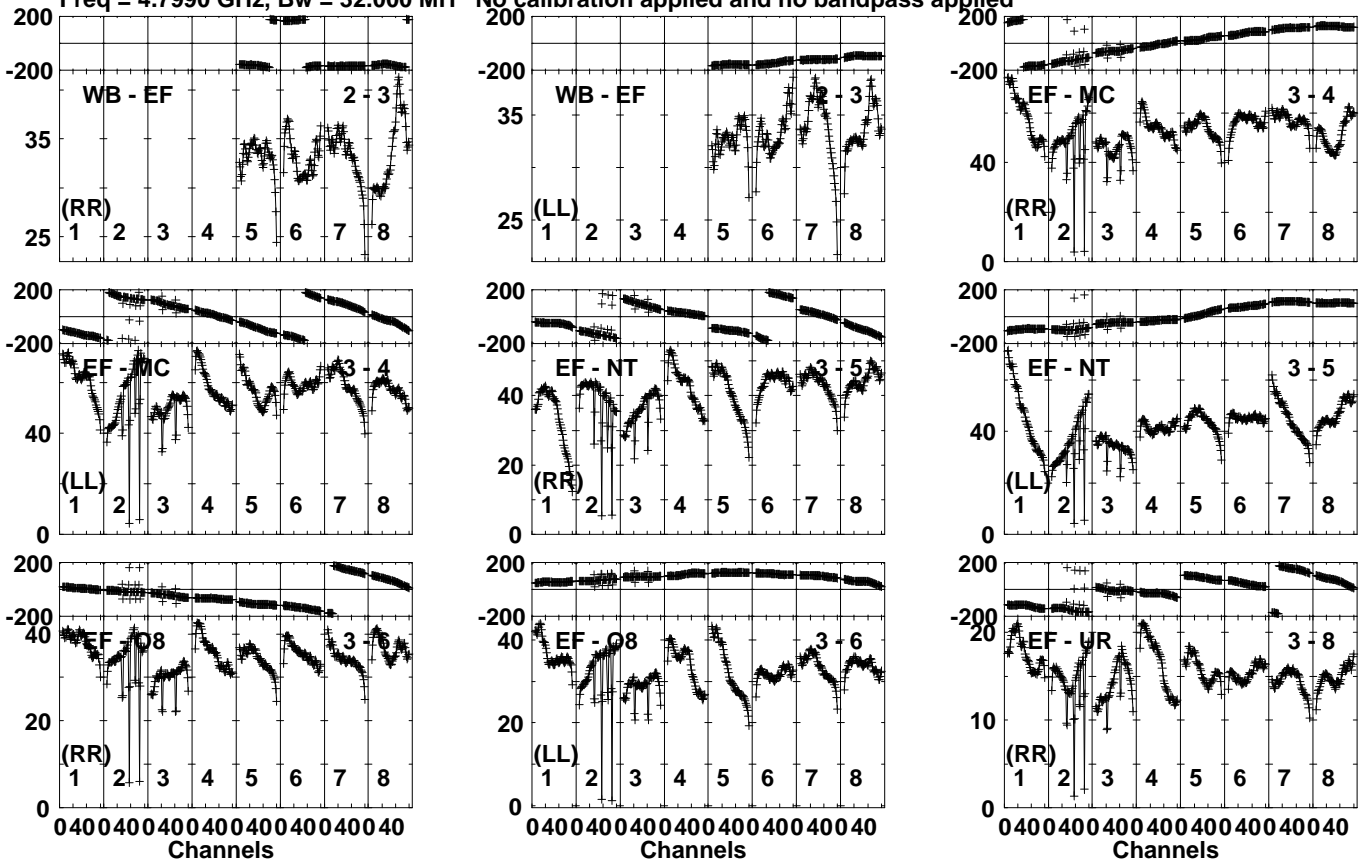 Freq = 4.7990 GHz, Bw = 32.000 MH No calibration applied and no bandpass applied
200
-200
WB - EF 2 - 3
35
25
(RR)
1 2 3 4 5 6 7 8
WB - EF 2 - 3
35
25
(LL)
1 2 3 4 5 6 7 8
200
-200
EF - MC 3 - 4
40
0
(RR)
1 2 3 4 5 6 7 8
200
-200
EF - MC 3 - 4
40
0
(LL)
1 2 3 4 5 6 7 8
EF - NT 3 - 5
40
20
0
(RR)
1 2 3 4 5 6 7 8
200
-200
EF - NT 3 - 5
40
0
(LL)
1 2 3 4 5 6 7 8
200
-200
EF - O8 3 - 6
40
20
0
(RR)
1 2 3 4 5 6 7 8
0 40 0 40 0 40 0 40 0 40 0 40 0 40 0 40
Channels
EF - O8 3 - 6
40
20
0
(LL)
1 2 3 4 5 6 7 8
0 40 0 40 0 40 0 40 0 40 0 40 0 40 0 40
Channels
200
-200
EF - UR 3 - 8
20
10
0
(RR)
1 2 3 4 5 6 7 8
0 40 0 40 0 40 0 40 0 40 0 40 0 40 0 40
Channels